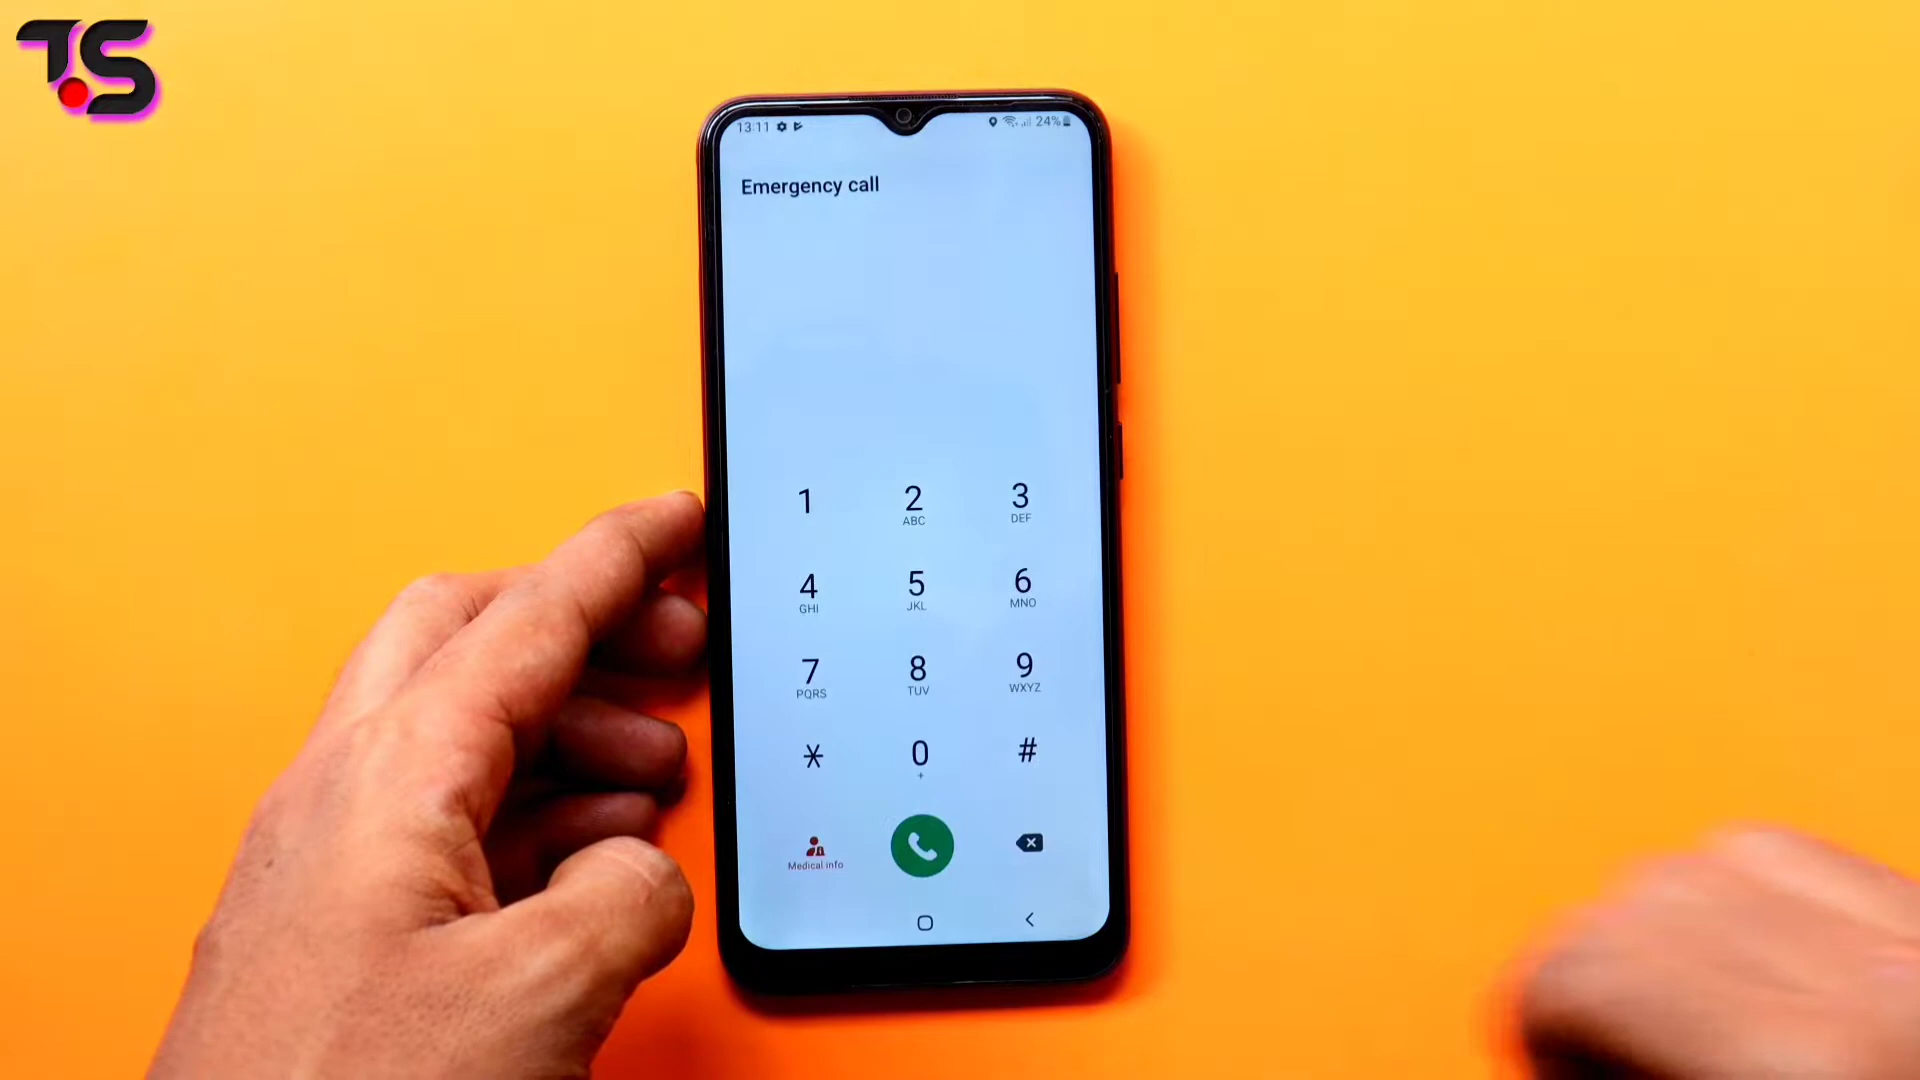 T.S
13:11 24%
Emergency call
1 2 3
ABC DEF
4 5 6
GHI JKL MNO
7 8 9
PQRS TUV WXYZ
* 0 #
+
Medical info